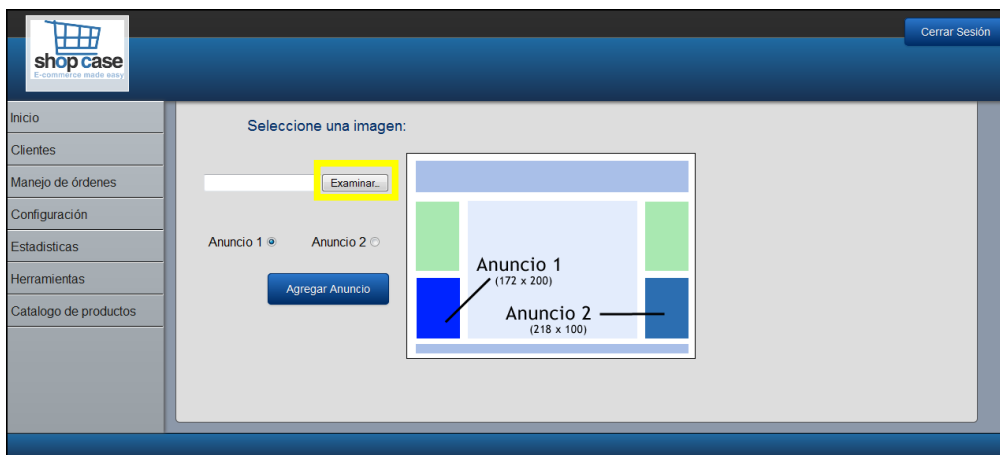 Cerrar Sesión
shop case
E-commerce made easy
Inicio
Clientes
Manejo de órdenes
Configuración
Estadisticas
Herramientas
Catalogo de productos
Seleccione una imagen:
Examinar...
Anuncio 1
Anuncio 2
Agregar Anuncio
Anuncio 1
(172 x 200)
Anuncio 2
(218 x 100)